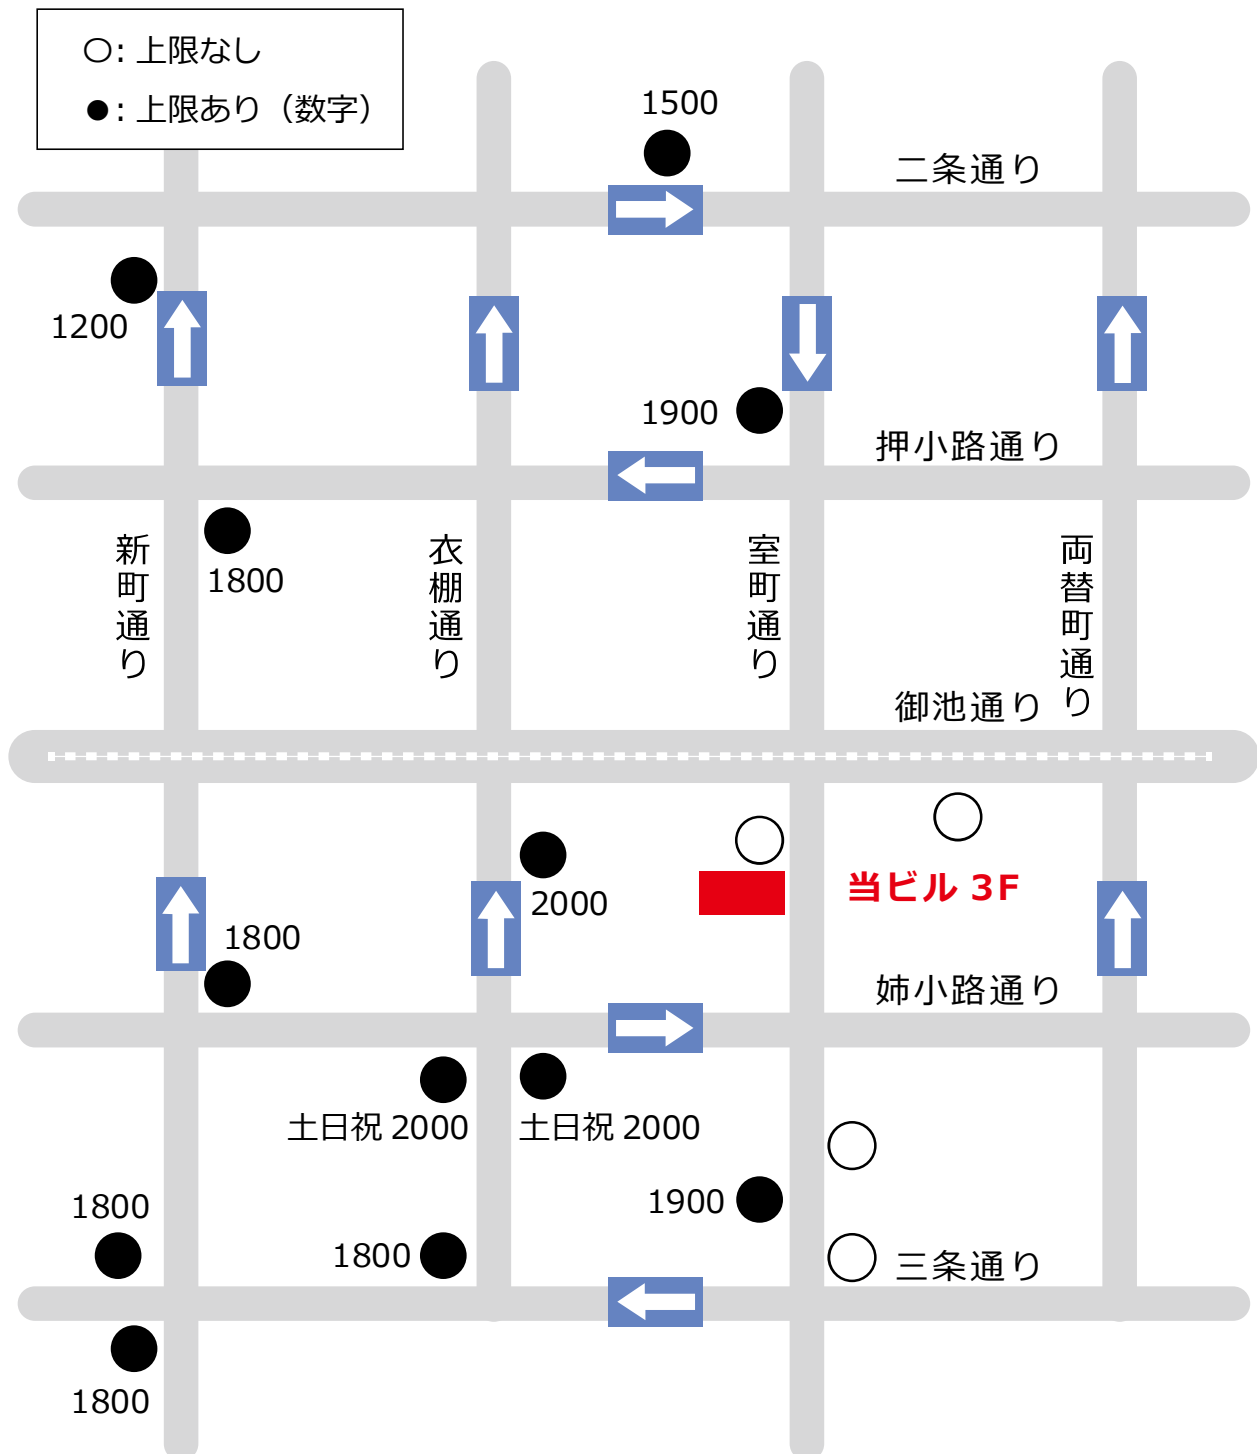 ○: 上限なし
●: 上限あり（数字）
1500
二条通り
1200
1900
押小路通り
新町通り
衣棚通り
室町通り
両替町通り
1800
御池通り
2000
当ビル 3F
1800
姉小路通り
土日祝 2000
土日祝 2000
1800
1900
1800
三条通り
1800